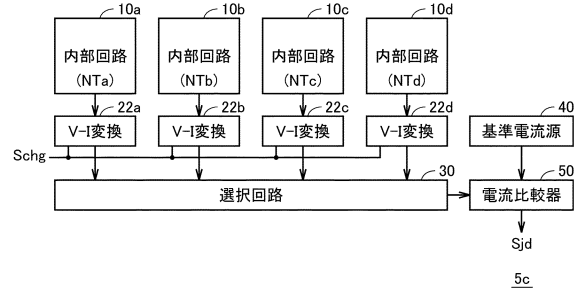 10a 10b 10c 10d
内部回路 内部回路 内部回路 内部回路
(NTa) (NTb) (NTc) (NTd)
22a 22b 22c 22d 40
V-I変換 V-I変換 V-I変換 V-I変換 基準電流源
Schg
30 50
選択回路 電流比較器
Sjd
5c